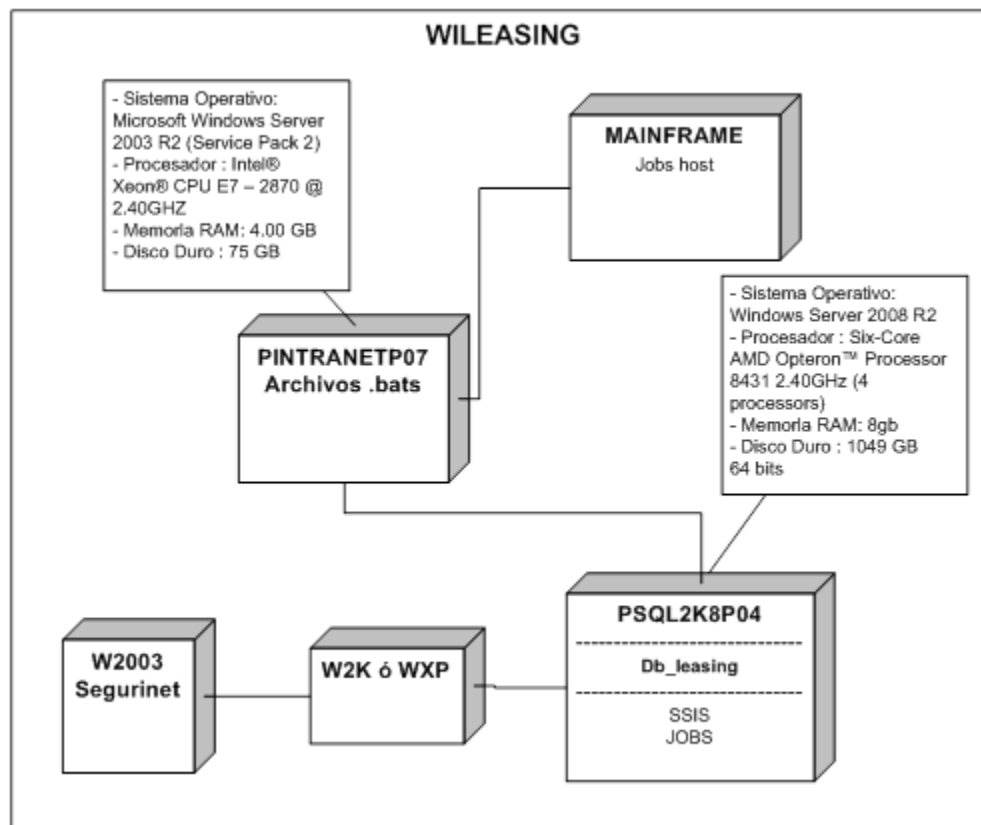 WILEASING
- Sistema Operativo:
Microsoft Windows Server
2003 R2 (Service Pack 2)
- Procesador : Intel®
Xeon® CPU E7 – 2870 @
2.40GHZ
- Memoria RAM: 4.00 GB
- Disco Duro : 75 GB
MAINFRAME
Jobs host
PINTRANETP07
Archivos .bats
- Sistema Operativo:
Windows Server 2008 R2
- Procesador : Six-Core
AMD Opteron™ Processor
8431 2.40GHz (4
processors)
- Memoria RAM: 8gb
- Disco Duro : 1049 GB
64 bits
W2003
Segurinet
W2K ó WXP
PSQL2K8P04
Db_leasing
SSIS
JOBS